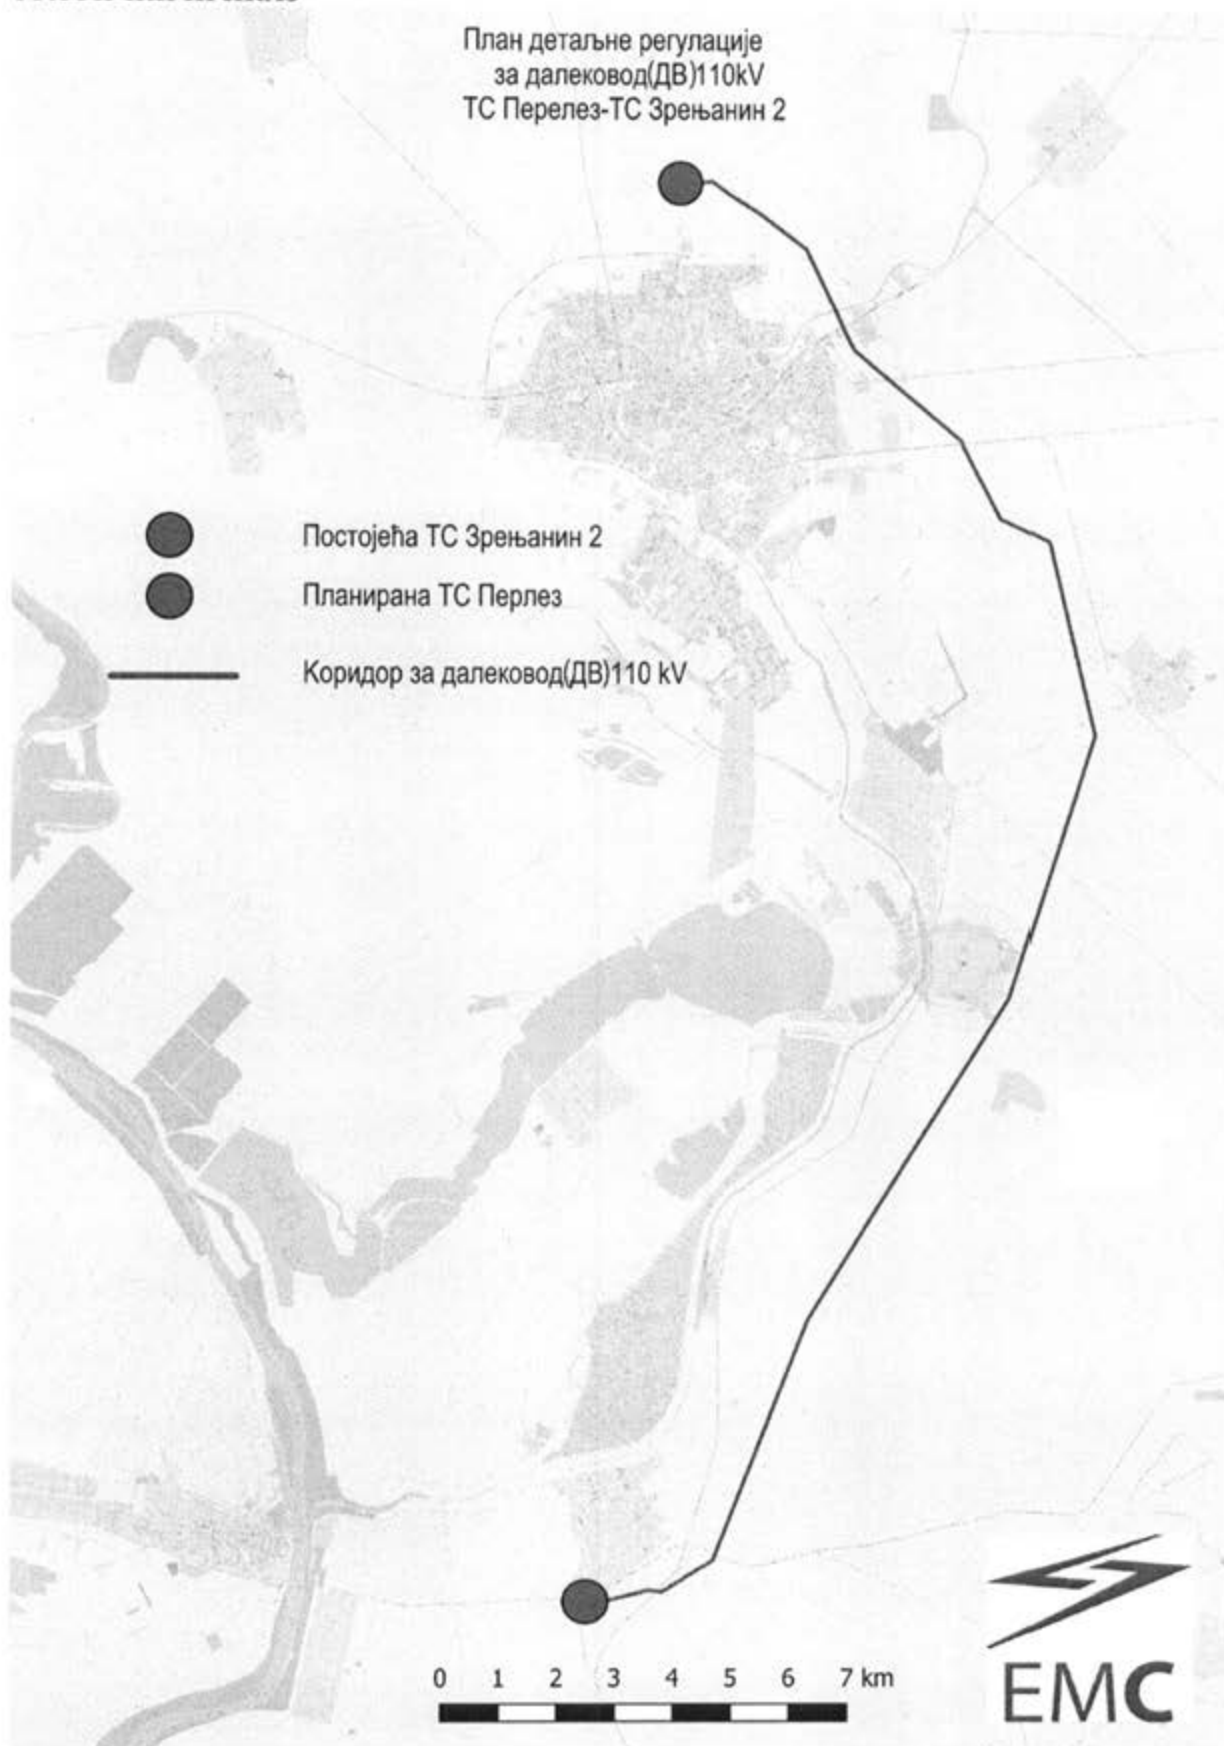 План детаљне регулације
за далековод(ДВ)110kV
ТС Перелез-ТС Зрењанин 2
Постојећа ТС Зрењанин 2
Планирана ТС Перлез
Коридор за далековод(ДВ)110 kV
0 1 2 3 4 5 6 7 km
ЕМС